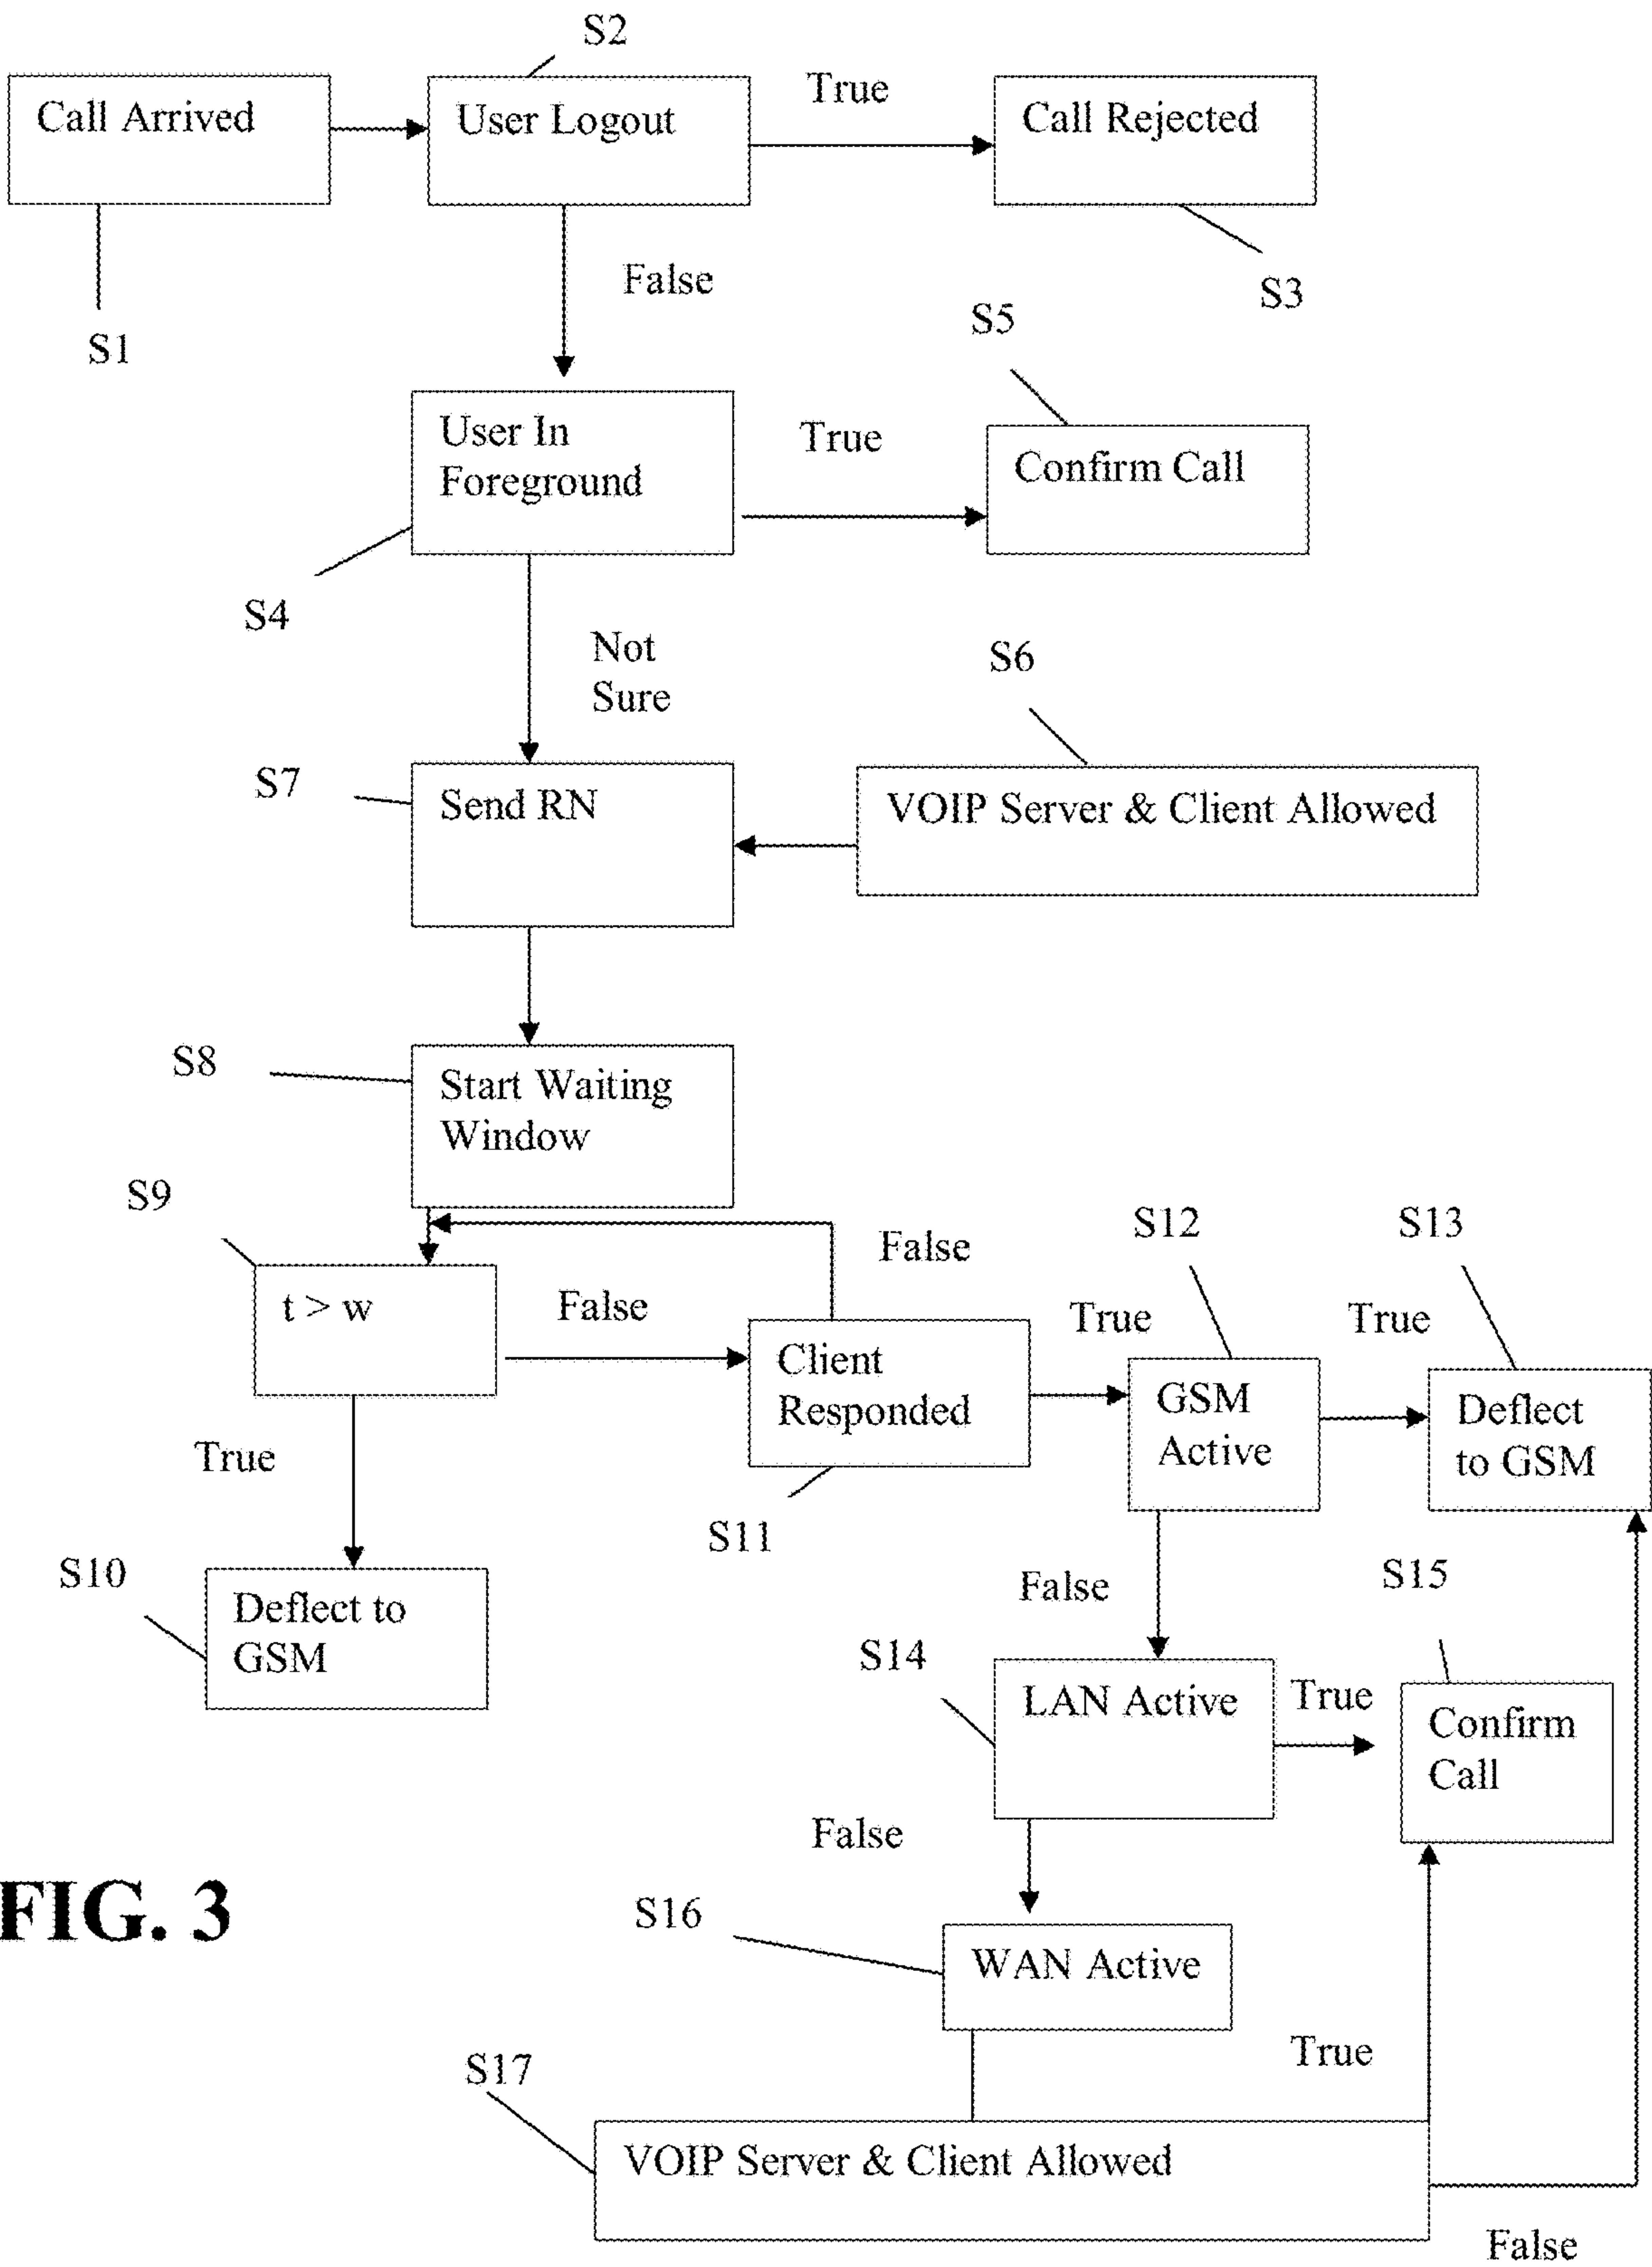 S2
Call Arrived
User Logout
True
Call Rejected
S1
False
S3
S5
User In
Foreground
True
Confirm Call
S4
Not
Sure
S6
S7
Send RN
VOIP Server & Client Allowed
S8
Start Waiting
Window
S9
t > w
False
False
S12
S13
Client
Responded
True
GSM
Active
True
Deflect
to GSM
True
S11
S10
Deflect to
GSM
False
S15
S14
LAN Active
True
Confirm
Call
False
FIG. 3
S16
WAN Active
True
S17
VOIP Server & Client Allowed
False